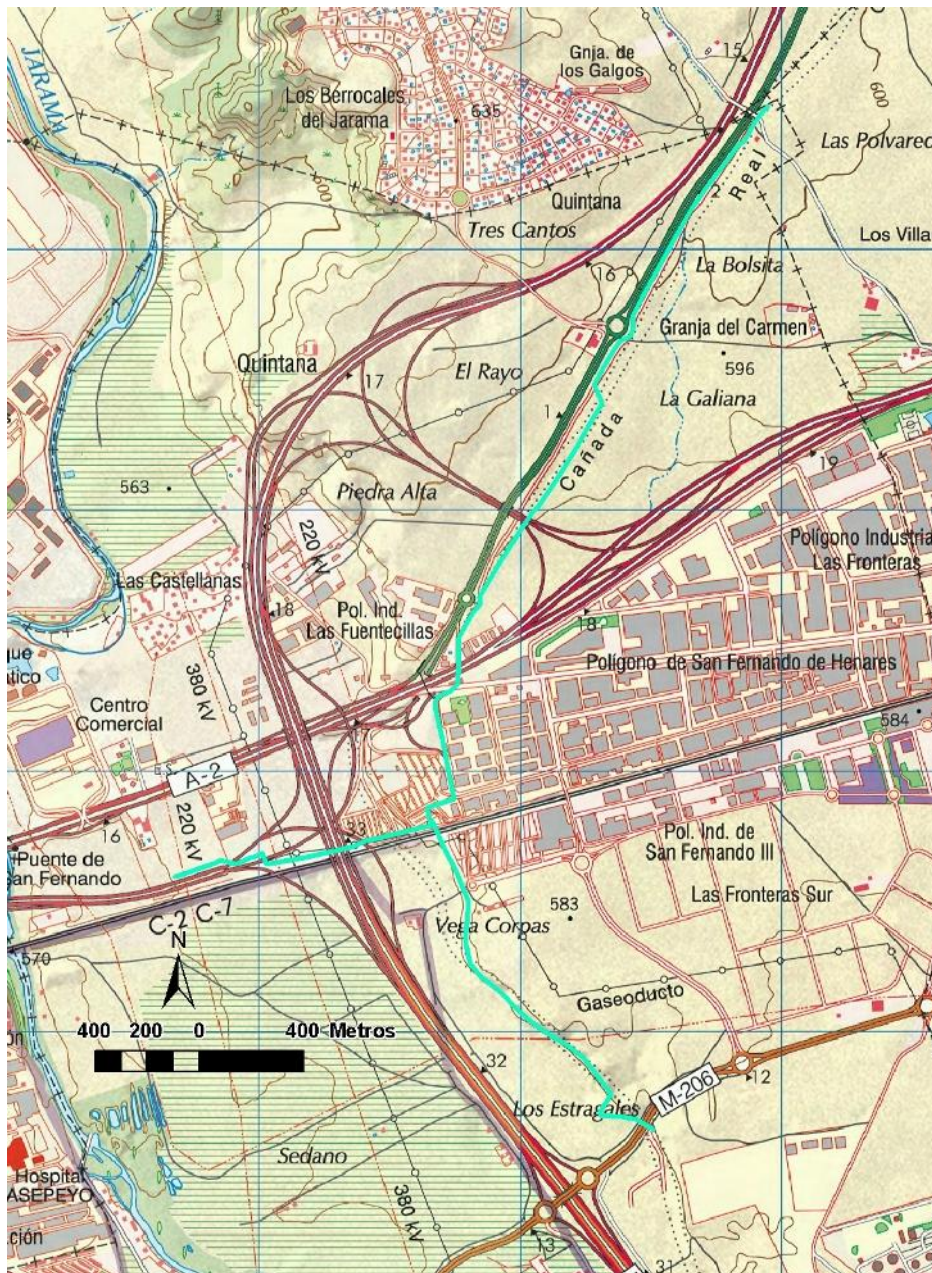 JARAMA
Gnja. de
los Galgos
15
Los Berrocales
del Jarama
635
600
Las Polvared
Real
600
Quintana
Tres Cantos
Los Villa
La Bolsita
16
Granja del Carmen
Quintana
17
El Rayo
596
La Galiana
1
Cañada
19
563
Piedra Alta
220 kV
Polígono Industria
Las Fronteras
Las Castellanas
18
Pol. Ind.
Las Fuentecillas
18
que
tico
380 kV
Polígono de San Fernando de Henares
Centro
Comercial
584
17
E.S.
A-2
16
220 kV
33
Pol. Ind. de
San Fernando III
Puente de
San Fernando
Las Fronteras Sur
583
C-2 C-7
Vega Corpas
N
570
Gaseoducto
400 200 0 400 Metros
32
12
M-206
Los Estragales
Sedano
Hospital
ASEPEYO
380 kV
ción
13
31